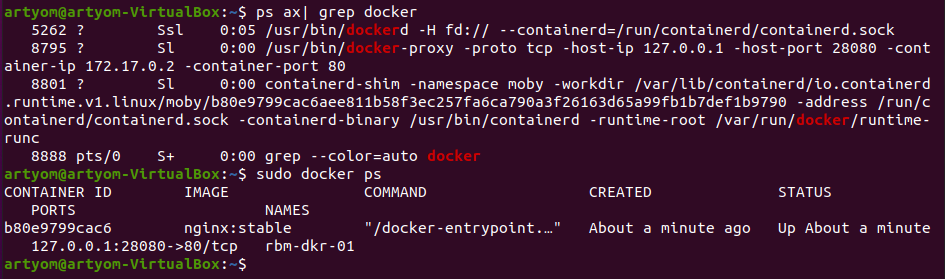 artyom@artyom-VirtualBox:~$ ps ax| grep docker
5262 ? Ssl 0:05 /usr/bin/dockerd -H fd:// --containerd=/run/containerd/containerd.sock
8795 ? Sl 0:00 /usr/bin/docker-proxy -proto tcp -host-ip 127.0.0.1 -host-port 28080 -cont
ainer-ip 172.17.0.2 -container-port 80
8801 ? Sl 0:00 containerd-shim -namespace moby -workdir /var/lib/containerd/io.containerd
.runtime.v1.linux/moby/b80e9799cac6aee811b58f3ec257fa6ca790a3f26163d65a99fb1b7def1b9790 -address /run/c
ontainerd/containerd.sock -containerd-binary /usr/bin/containerd -runtime-root /var/run/docker/runtime-
runc
8888 pts/0 S+ 0:00 grep --color=auto docker
artyom@artyom-VirtualBox:~$ sudo docker ps
CONTAINER ID IMAGE COMMAND CREATED STATUS
PORTS NAMES
b80e9799cac6 nginx:stable "/docker-entrypoint.…" About a minute ago Up About a minute
127.0.0.1:28080->80/tcp rbm-dkr-01
artyom@artyom-VirtualBox:~$